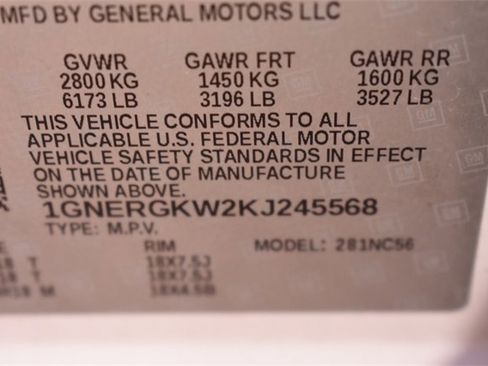 MFD BY GENERAL MOTORS LLC
GVWR GAWR FRT GAWR RR
2800 KG 1450 KG 1600 KG
6173 LB 3196 LB 3527 LB
THIS VEHICLE CONFORMS TO ALL
APPLICABLE U.S. FEDERAL MOTOR
VEHICLE SAFETY STANDARDS IN EFFECT
ON THE DATE OF MANUFACTURE
SHOWN ABOVE.
1GNERGKW2KJ245568
TYPE: M.P.V. MODEL: 281NC56
RIM
T 18X7.5J
T 18X7.5J
M 18X4.5B